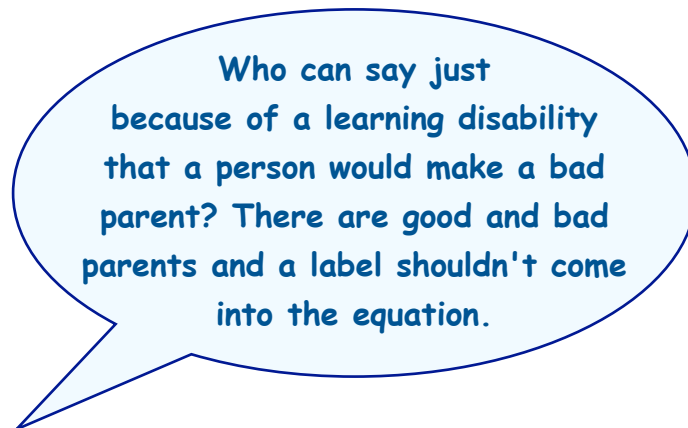 Who can say just
because of a learning disability
that a person would make a bad
parent? There are good and bad
parents and a label shouldn't come
into the equation.